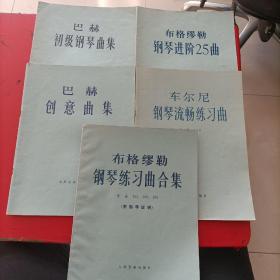 巴赫
初级钢琴曲集
布格缪勒
钢琴进阶25曲
巴赫
创意曲集
车尔尼
钢琴流畅练习曲
布格缪勒
钢琴练习曲合集
(附指导说明)
人民音乐出版社